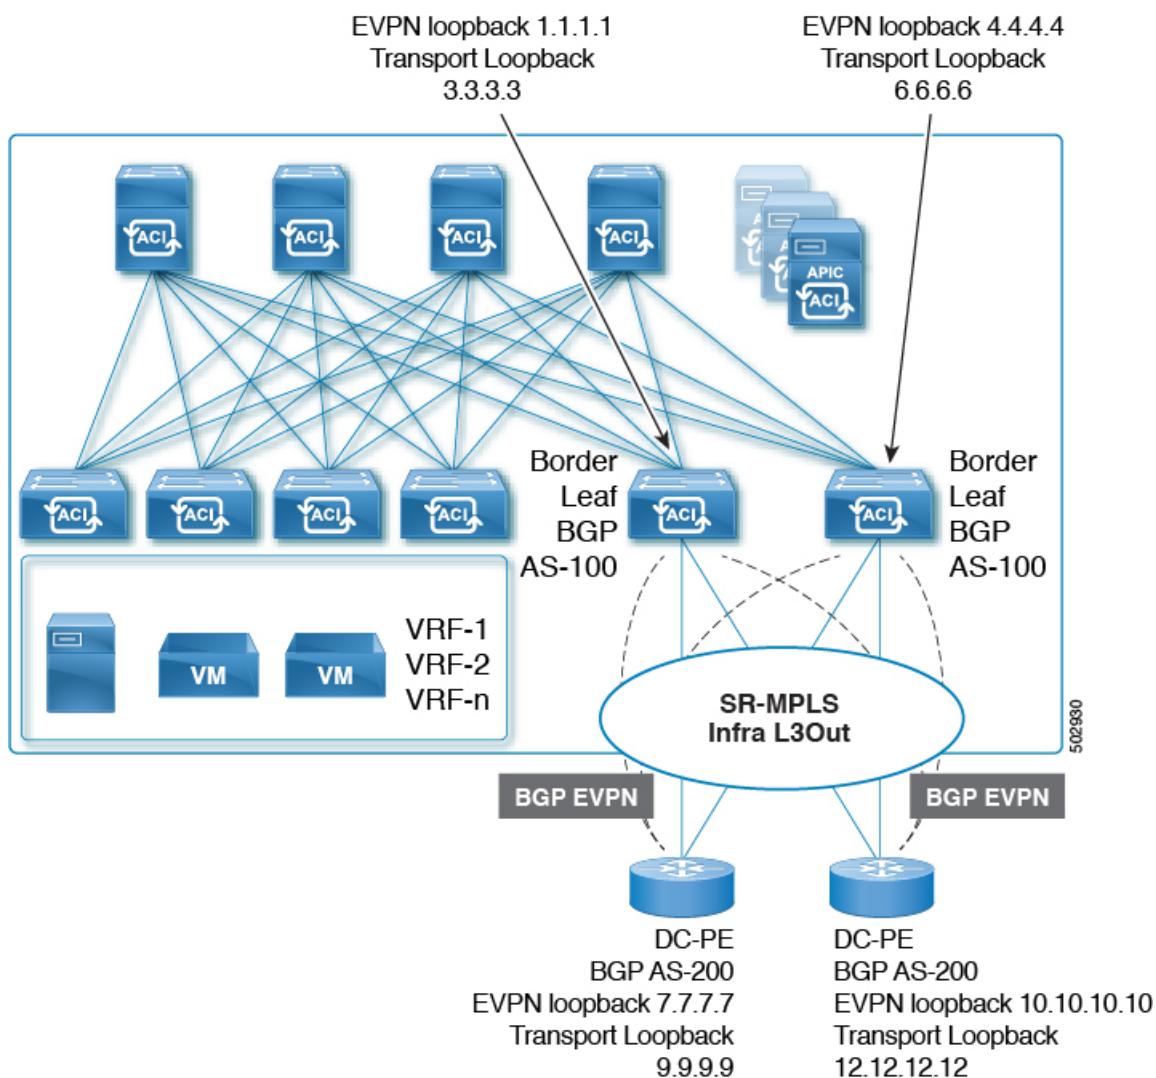 EVPN loopback 1.1.1.1
Transport Loopback
3.3.3.3
EVPN loopback 4.4.4.4
Transport Loopback
6.6.6.6
ACI
ACI
ACI
ACI
A
A
APIC
ACI
Border
Leaf
BGP
AS-100
Border
Leaf
BGP
AS-100
ACI
ACI
ACI
ACI
ACI
ACI
VM
VM
VRF-1
VRF-2
VRF-n
SR-MPLS
Infra L3Out
502930
BGP EVPN
BGP EVPN
DC-PE
BGP AS-200
EVPN loopback 7.7.7.7
Transport Loopback
9.9.9.9
DC-PE
BGP AS-200
EVPN loopback 10.10.10.10
Transport Loopback
12.12.12.12